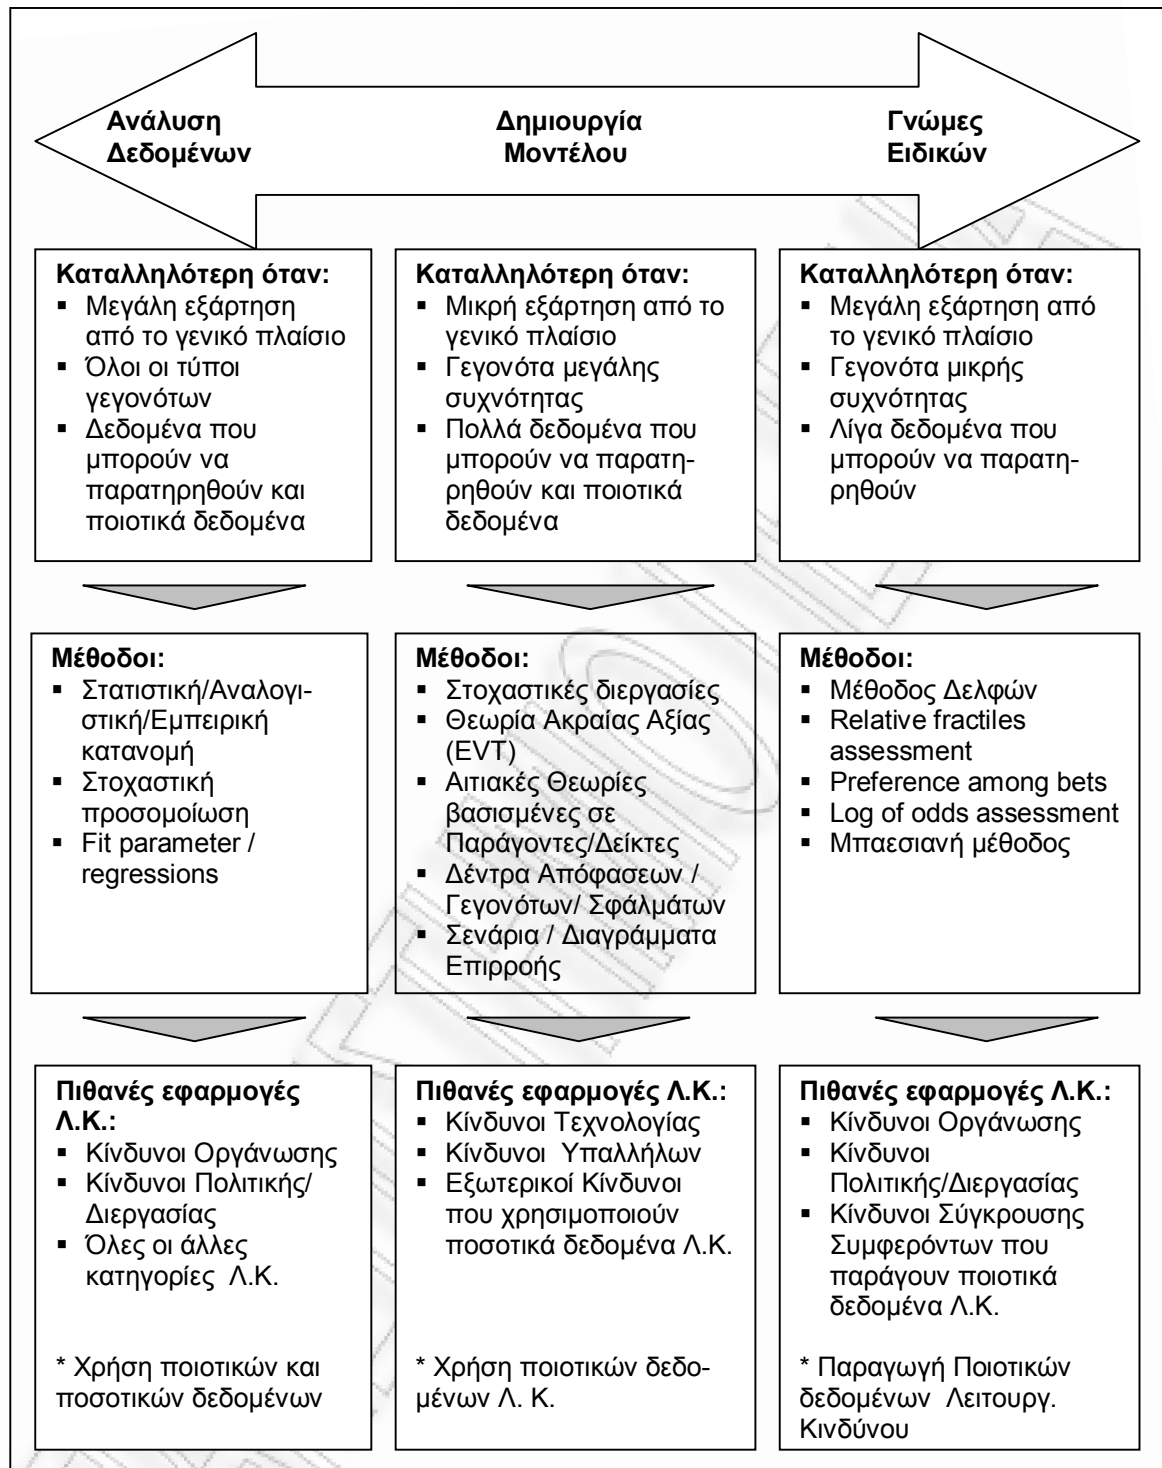 Ανάλυση
Δεδομένων
Δημιουργία
Μοντέλου
Γνώμες
Ειδικών
Καταλληλότερη όταν:
▪ Μεγάλη εξάρτηση
από το γενικό πλαίσιο
▪ Όλοι οι τύποι
γεγονότων
▪ Δεδομένα που
μπορούν να
παρατηρηθούν και
ποιοτικά δεδομένα
Καταλληλότερη όταν:
▪ Μικρή εξάρτηση από το
γενικό πλαίσιο
▪ Γεγονότα μεγάλης
συχνότητας
▪ Πολλά δεδομένα που
μπορούν να παρατη-
ρηθούν και ποιοτικά
δεδομένα
Καταλληλότερη όταν:
▪ Μεγάλη εξάρτηση από
το γενικό πλαίσιο
▪ Γεγονότα μικρής
συχνότητας
▪ Λίγα δεδομένα που
μπορούν να παρατη-
ρηθούν
Μέθοδοι:
▪ Στατιστική/Αναλογι-
στική/Εμπειρική
κατανομή
▪ Στοχαστική
προσομοίωση
▪ Fit parameter /
regressions
Μέθοδοι:
▪ Στοχαστικές διεργασίες
▪ Θεωρία Ακραίας Αξίας
(EVT)
▪ Αιτιακές Θεωρίες
βασισμένες σε
Παράγοντες/Δείκτες
▪ Δέντρα Απόφασεων /
Γεγονότων/ Σφάλμάτων
▪ Σενάρια / Διαγράμματα
Επιρροής
Μέθοδοι:
▪ Μέθοδος Δελφών
▪ Relative fractiles
assessment
▪ Preference among bets
▪ Log of odds assessment
▪ Μπαεσιανή μέθοδος
Πιθανές εφαρμογές
Λ.Κ.:
▪ Κίνδυνοι Οργάνωσης
▪ Κίνδυνοι Πολιτικής/
Διεργασίας
▪ Όλες οι άλλες
κατηγορίες Λ.Κ.
* Χρήση ποιοτικών και
ποσοτικών δεδομένων
Πιθανές εφαρμογές Λ.Κ.:
▪ Κίνδυνοι Τεχνολογίας
▪ Κίνδυνοι Υπαλλήλων
▪ Εξωτερικοί Κίνδυνοι
που χρησιμοποιούν
ποσοτικά δεδομένα Λ.Κ.
* Χρήση ποιοτικών δεδο-
μένων Λ. Κ.
Πιθανές εφαρμογές Λ.Κ.:
▪ Κίνδυνοι Οργάνωσης
▪ Κίνδυνοι
Πολιτικής/Διεργασίας
▪ Κίνδυνοι Σύγκρουσης
Συμφερόντων που
παράγουν ποιοτικά
δεδομένα Λ.Κ.
* Παραγωγή Ποιοτικών
δεδομένων Λειτουργ.
Κινδύνου